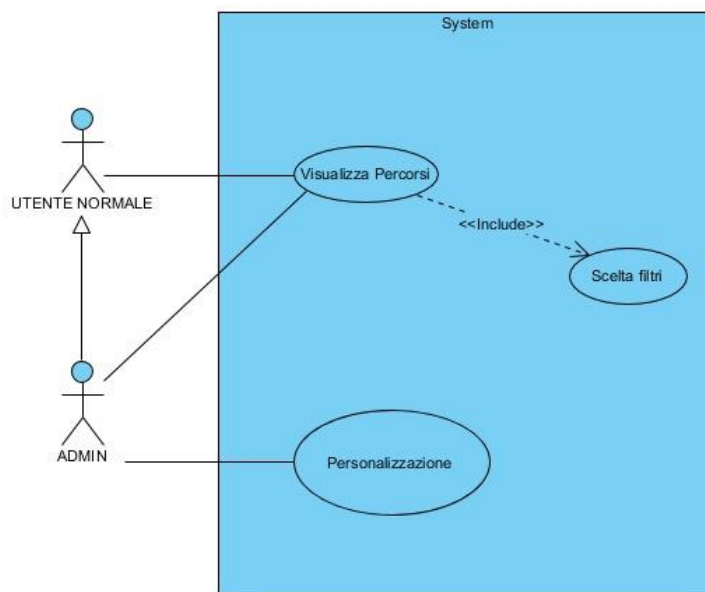 System
UTENTE NORMALE
Visualizza Percorsi
<<Include>>
Scelta filtri
ADMIN
Personalizzazione